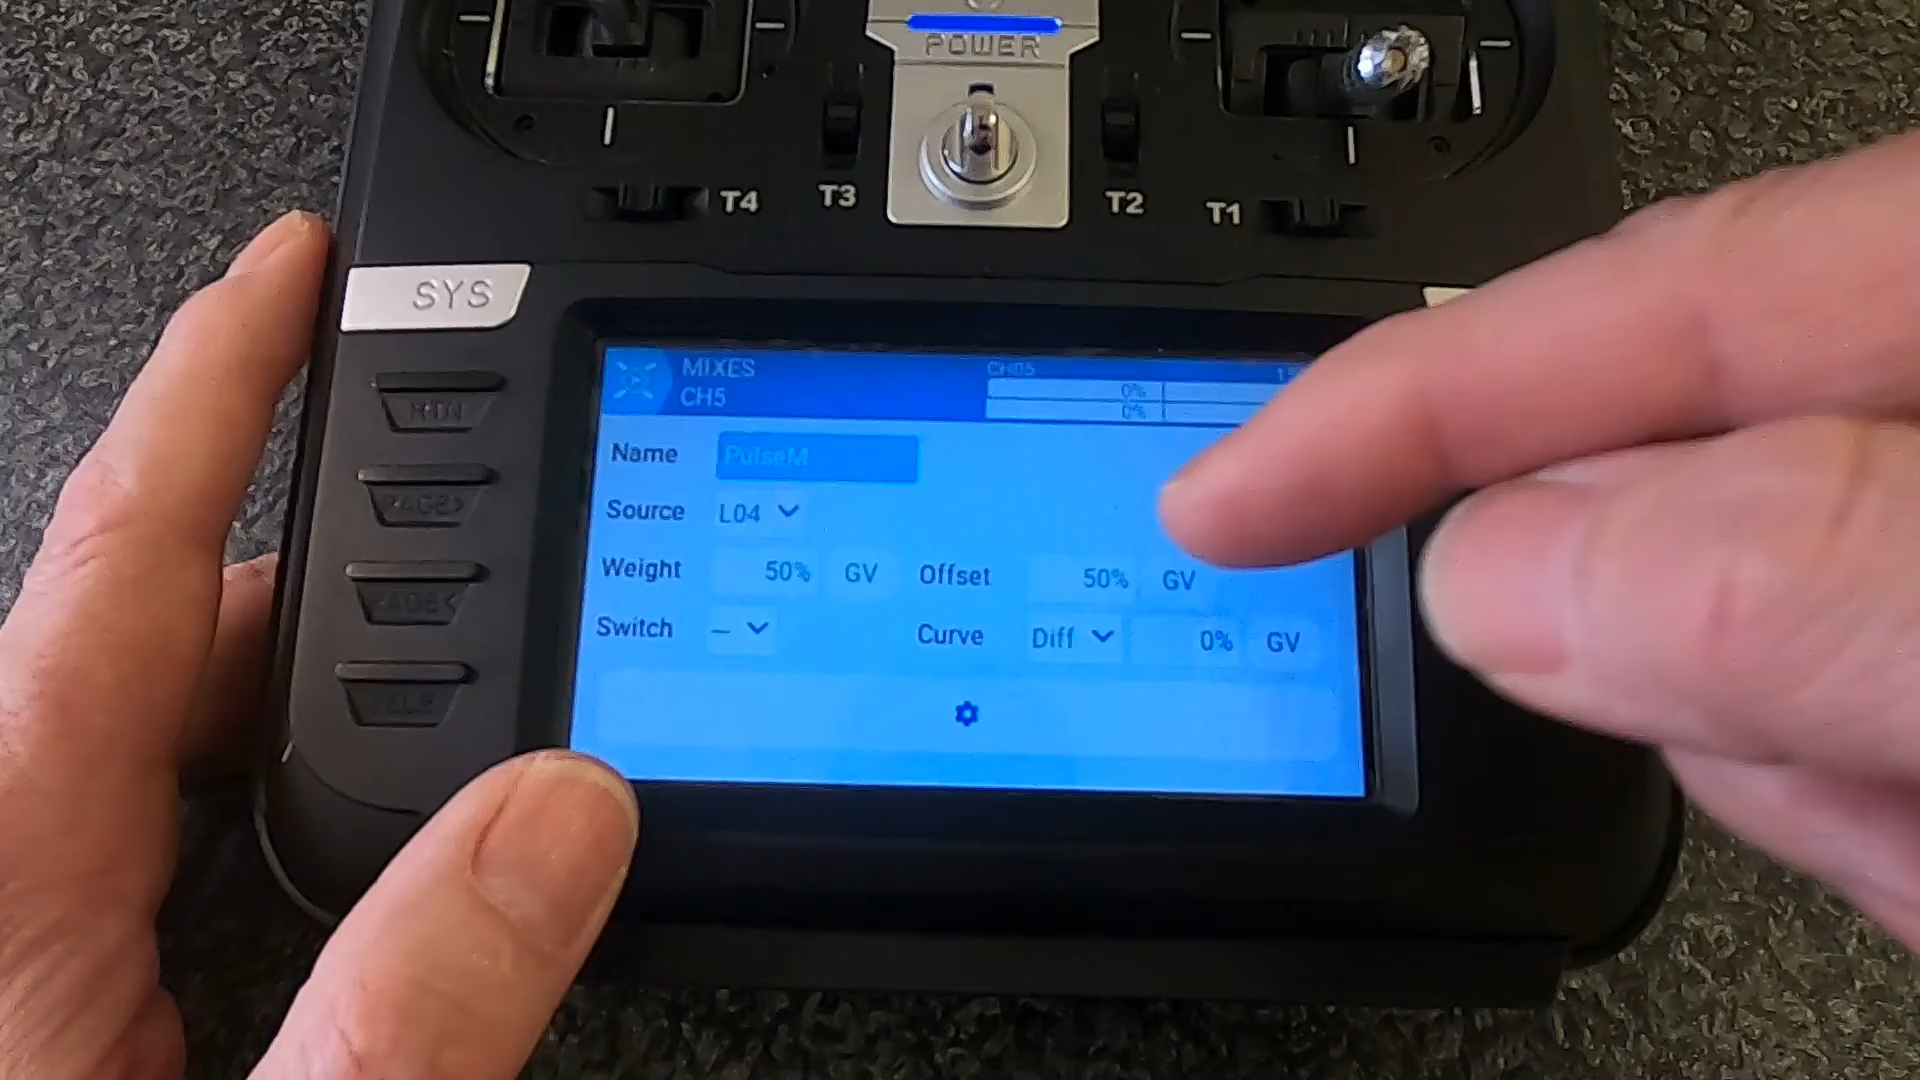 POWER
T4
T3
T2
T1
SYS
RTN
PAGE>
PAGE<
TELE
MIXES
CH05
CH5
0%
0%
Name
PulseM
Source
L04
Weight
50%
GV
Offset
50%
GV
Switch
--
Curve
Diff
0%
GV